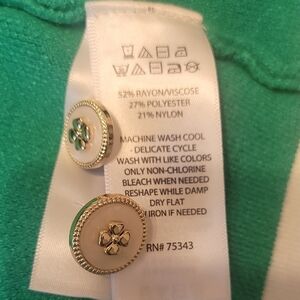 52% RAYON/VISCOSE
27% POLYESTER
21% NYLON
MACHINE WASH COOL
- DELICATE CYCLE
WASH WITH LIKE COLORS
ONLY NON-CHLORINE
BLEACH WHEN NEEDED
RESHAPE WHILE DAMP
DRY FLAT
IRON IF NEEDED
RN# 75343